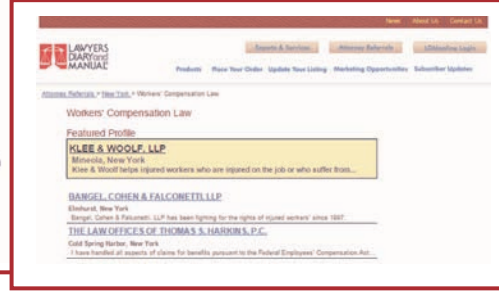 News About Us Contact Us
LAWYERS
DIARY and
MANUAL
Experts & Services Attorney Referrals Login
Products Place Your Order Update Your Listing Marketing Opportunities Subscriber Updates
Attorney Referrals > New York > Workers' Compensation Law
Workers' Compensation Law
Featured Profile
KLEE & WOOLF, LLP
Mineola, New York
Klee & Woolf helps injured workers who are injured on the job or who suffer from...
BANGEL, COHEN & FALCONETTI, LLP
Elmhurst, New York
Bangel, Cohen & Falconetti, LLP has been fighting for the rights of injured workers' since 1897.
THE LAW OFFICES OF THOMAS S. HARKINS, P.C.
Cold Spring Harbor, New York
I have handled all aspects of claims for benefits pursuant to the Federal Employees' Compensation Act...